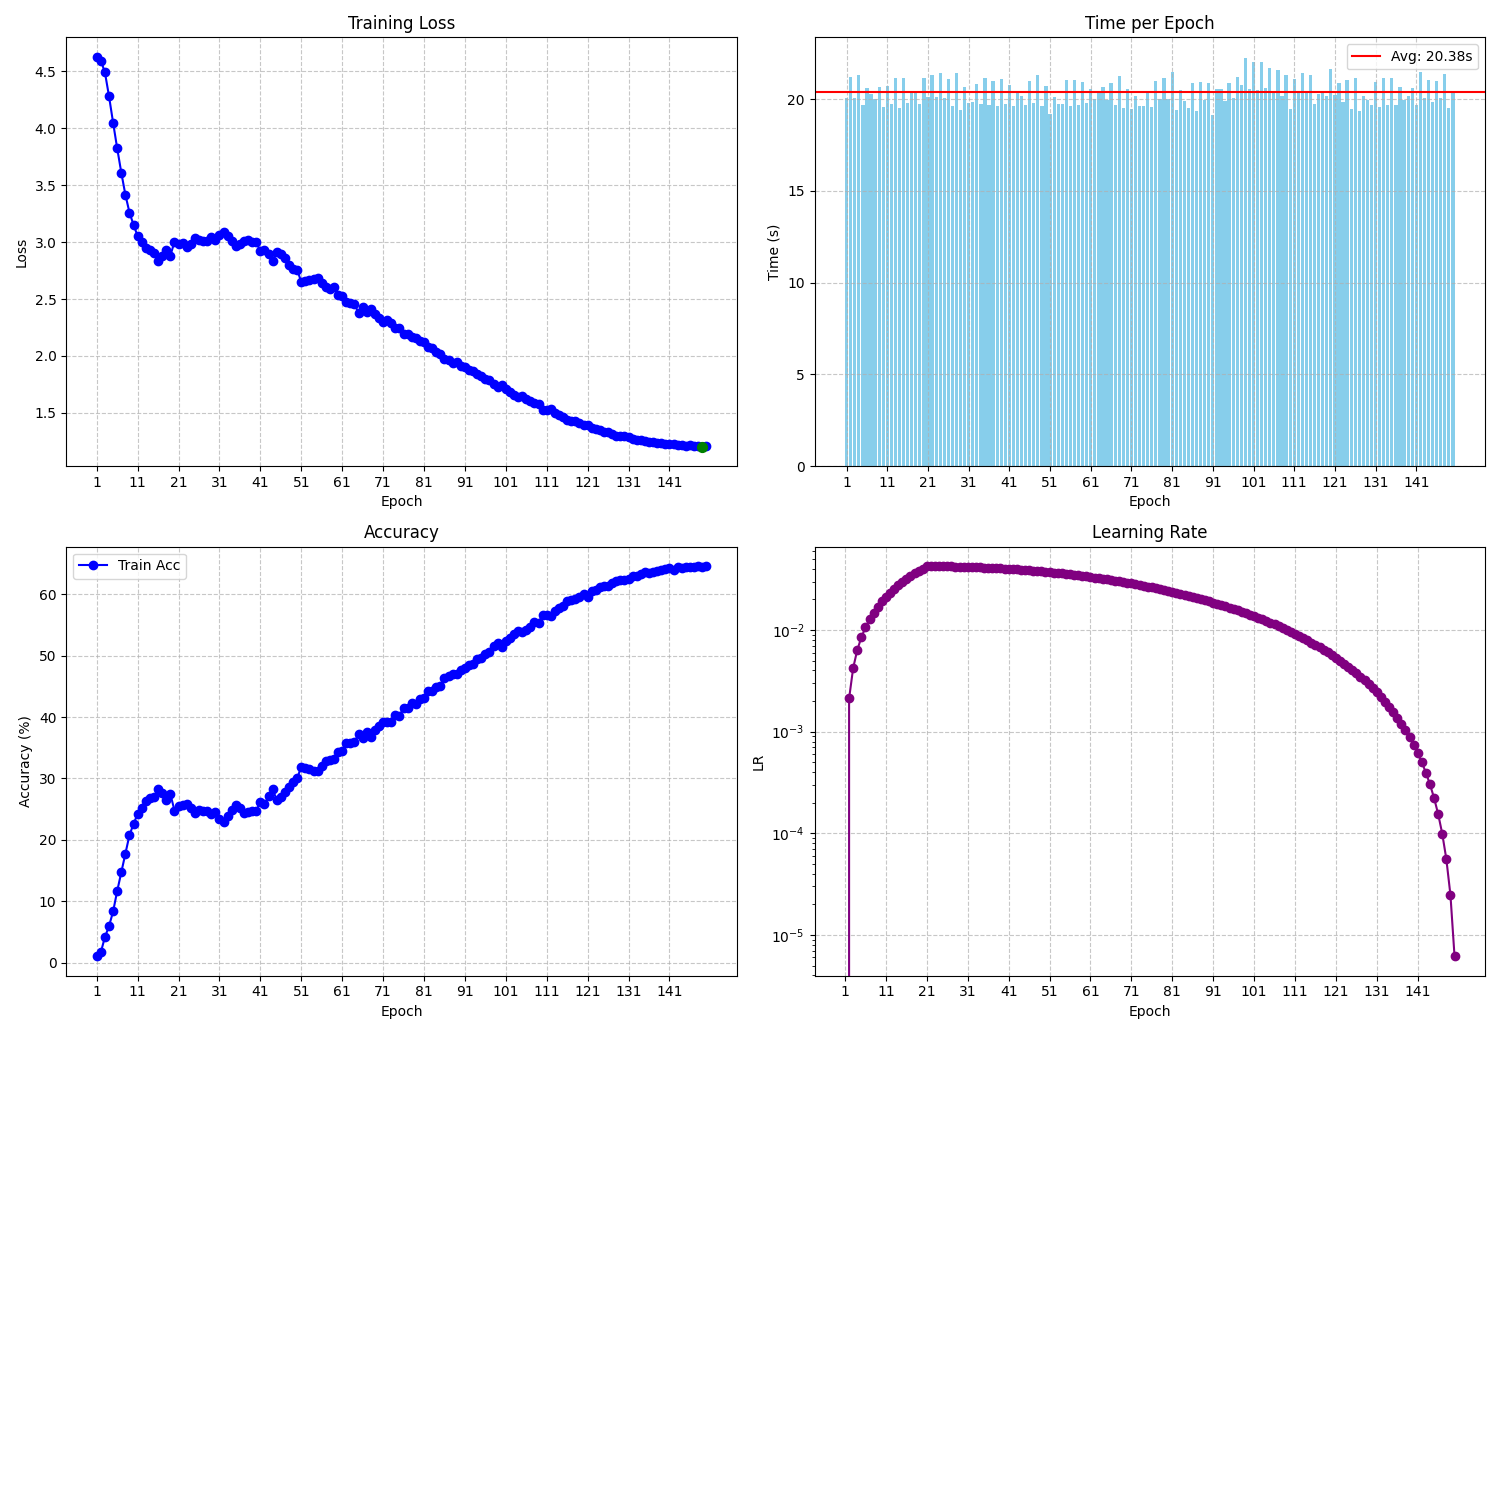 Training Loss
Loss
4.5
4.0
3.5
3.0
2.5
2.0
1.5
1 11 21 31 41 51 61 71 81 91 101 111 121 131 141
Epoch
Time per Epoch
Avg: 20.38s
Time (s)
20
15
10
5
0
1 11 21 31 41 51 61 71 81 91 101 111 121 131 141
Epoch
Accuracy
Train Acc
Accuracy (%)
60
50
40
30
20
10
0
1 11 21 31 41 51 61 71 81 91 101 111 121 131 141
Epoch
Learning Rate
LR
10⁻²
10⁻³
10⁻⁴
10⁻⁵
1 11 21 31 41 51 61 71 81 91 101 111 121 131 141
Epoch